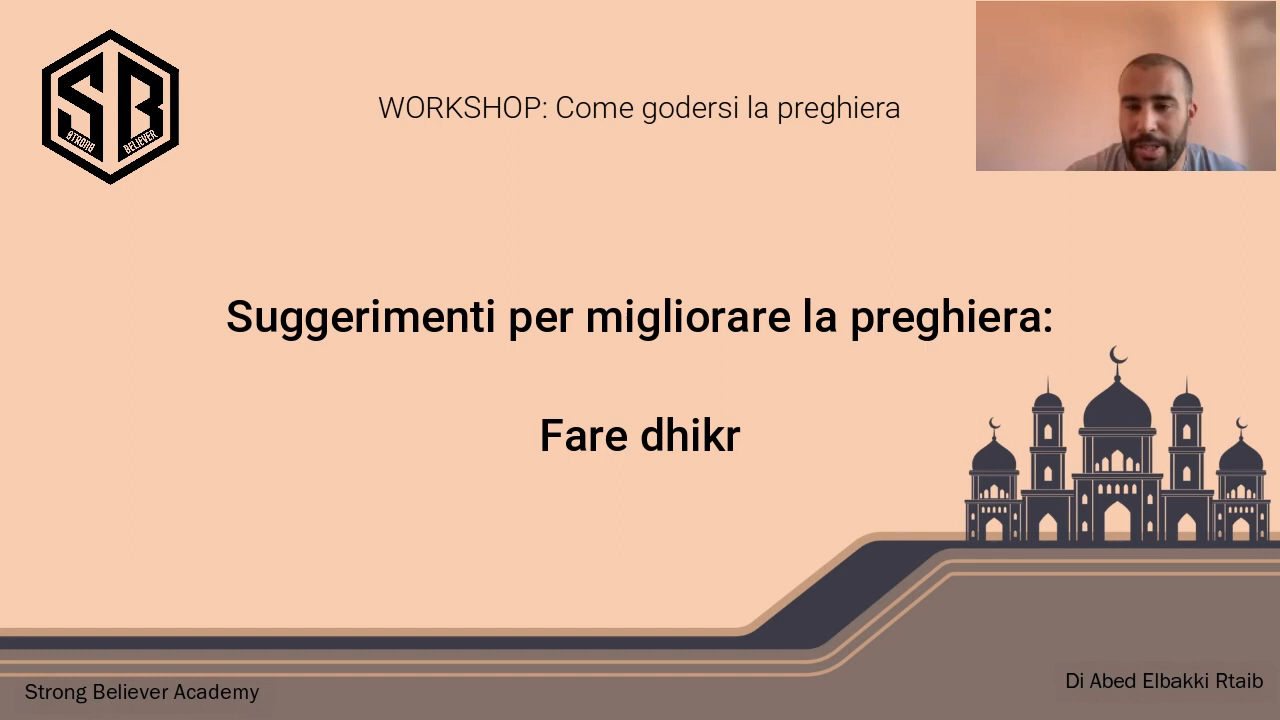 SB
STRONG BELIEVER
WORKSHOP: Come godersi la preghiera
Suggerimenti per migliorare la preghiera:
Fare dhikr
Strong Believer Academy
Di Abed Elbakki Rtaib